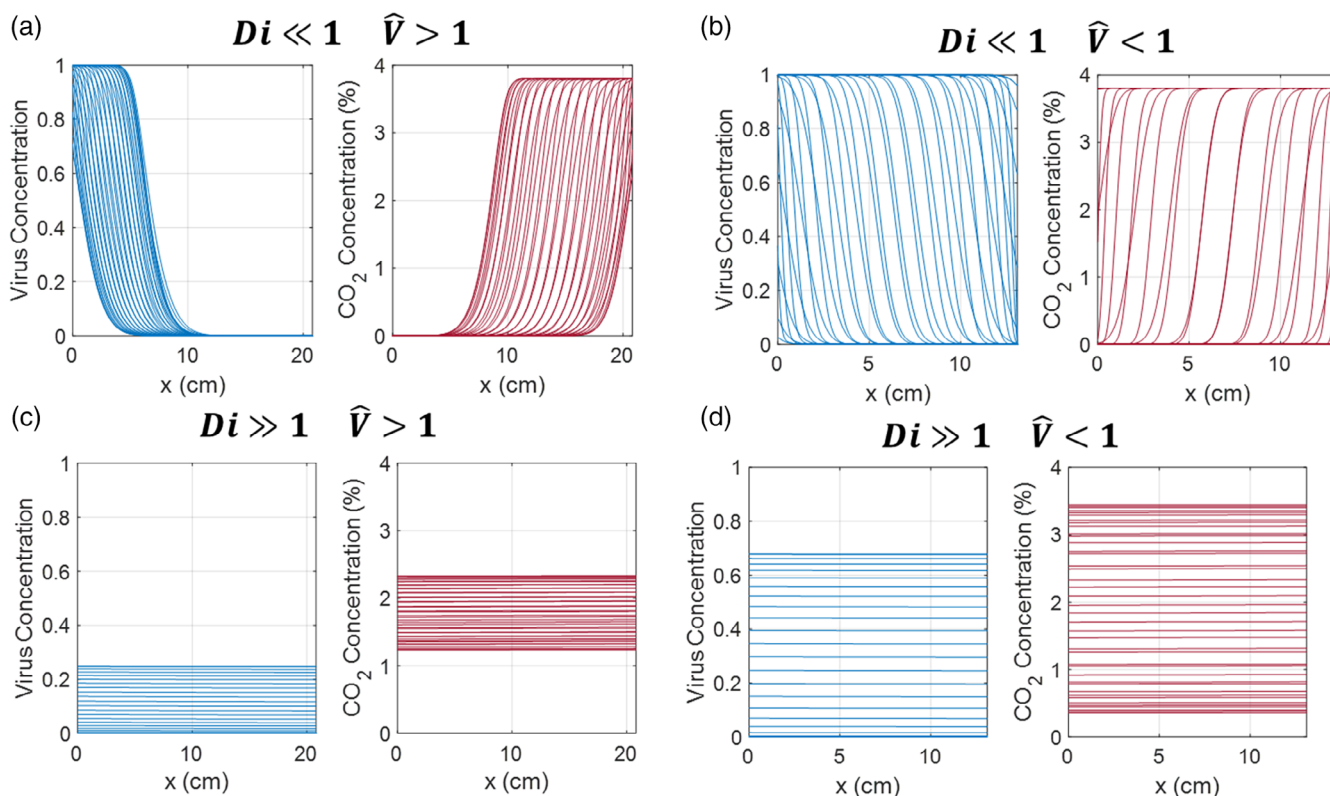 (a)
Di ≪ 1 V̂ > 1
Virus Concentration
1
0.8
0.6
0.4
0.2
0
0 10 20
x (cm)
CO₂ Concentration (%)
4
3
2
1
0
0 10 20
x (cm)
(b)
Di ≪ 1 V̂ < 1
Virus Concentration
1
0.8
0.6
0.4
0.2
0
0 5 10
x (cm)
CO₂ Concentration (%)
4
3
2
1
0
0 5 10
x (cm)
(c)
Di ≫ 1 V̂ > 1
Virus Concentration
1
0.8
0.6
0.4
0.2
0
0 10 20
x (cm)
CO₂ Concentration (%)
4
3
2
1
0
0 10 20
x (cm)
(d)
Di ≫ 1 V̂ < 1
Virus Concentration
1
0.8
0.6
0.4
0.2
0
0 5 10
x (cm)
CO₂ Concentration (%)
4
3
2
1
0
0 5 10
x (cm)